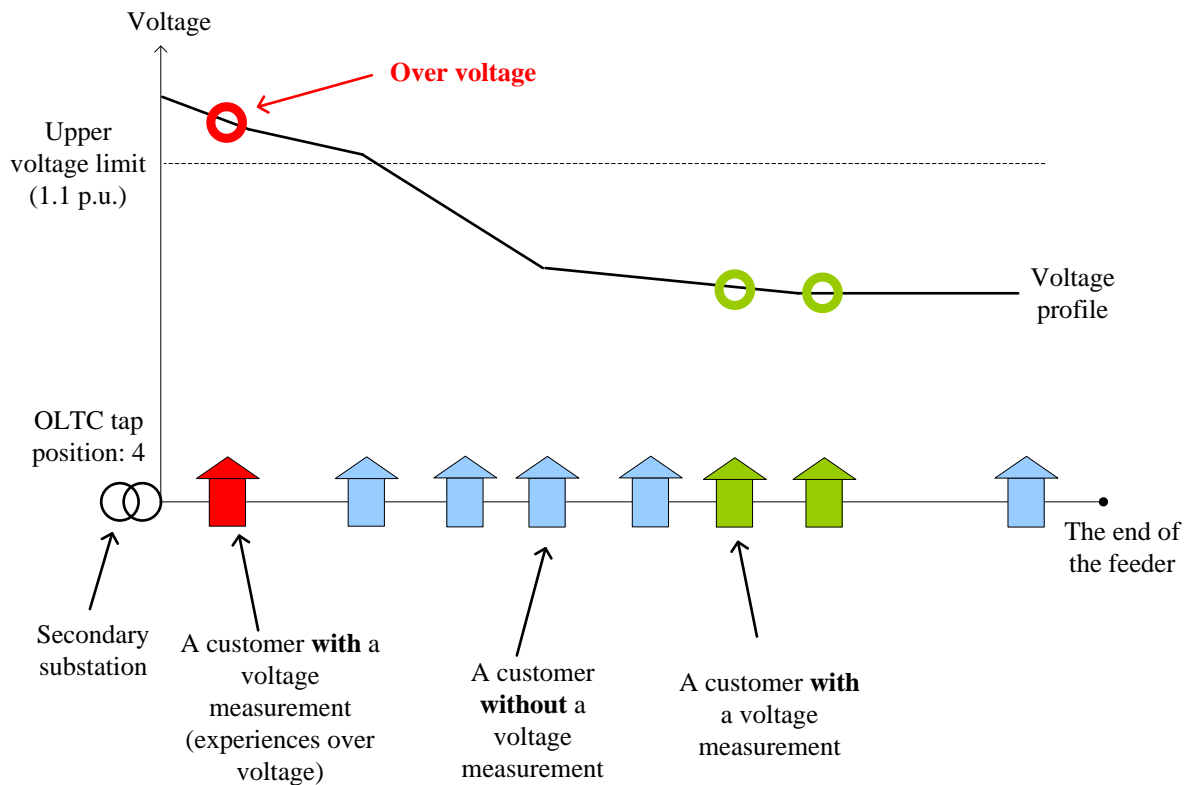 Voltage
Over voltage
Upper
voltage limit
(1.1 p.u.)
Voltage
profile
OLTC tap
position: 4
The end of
the feeder
Secondary
substation
A customer with a
voltage
measurement
(experiences over
voltage)
A customer
without a
voltage
measurement
A customer with
a voltage
measurement